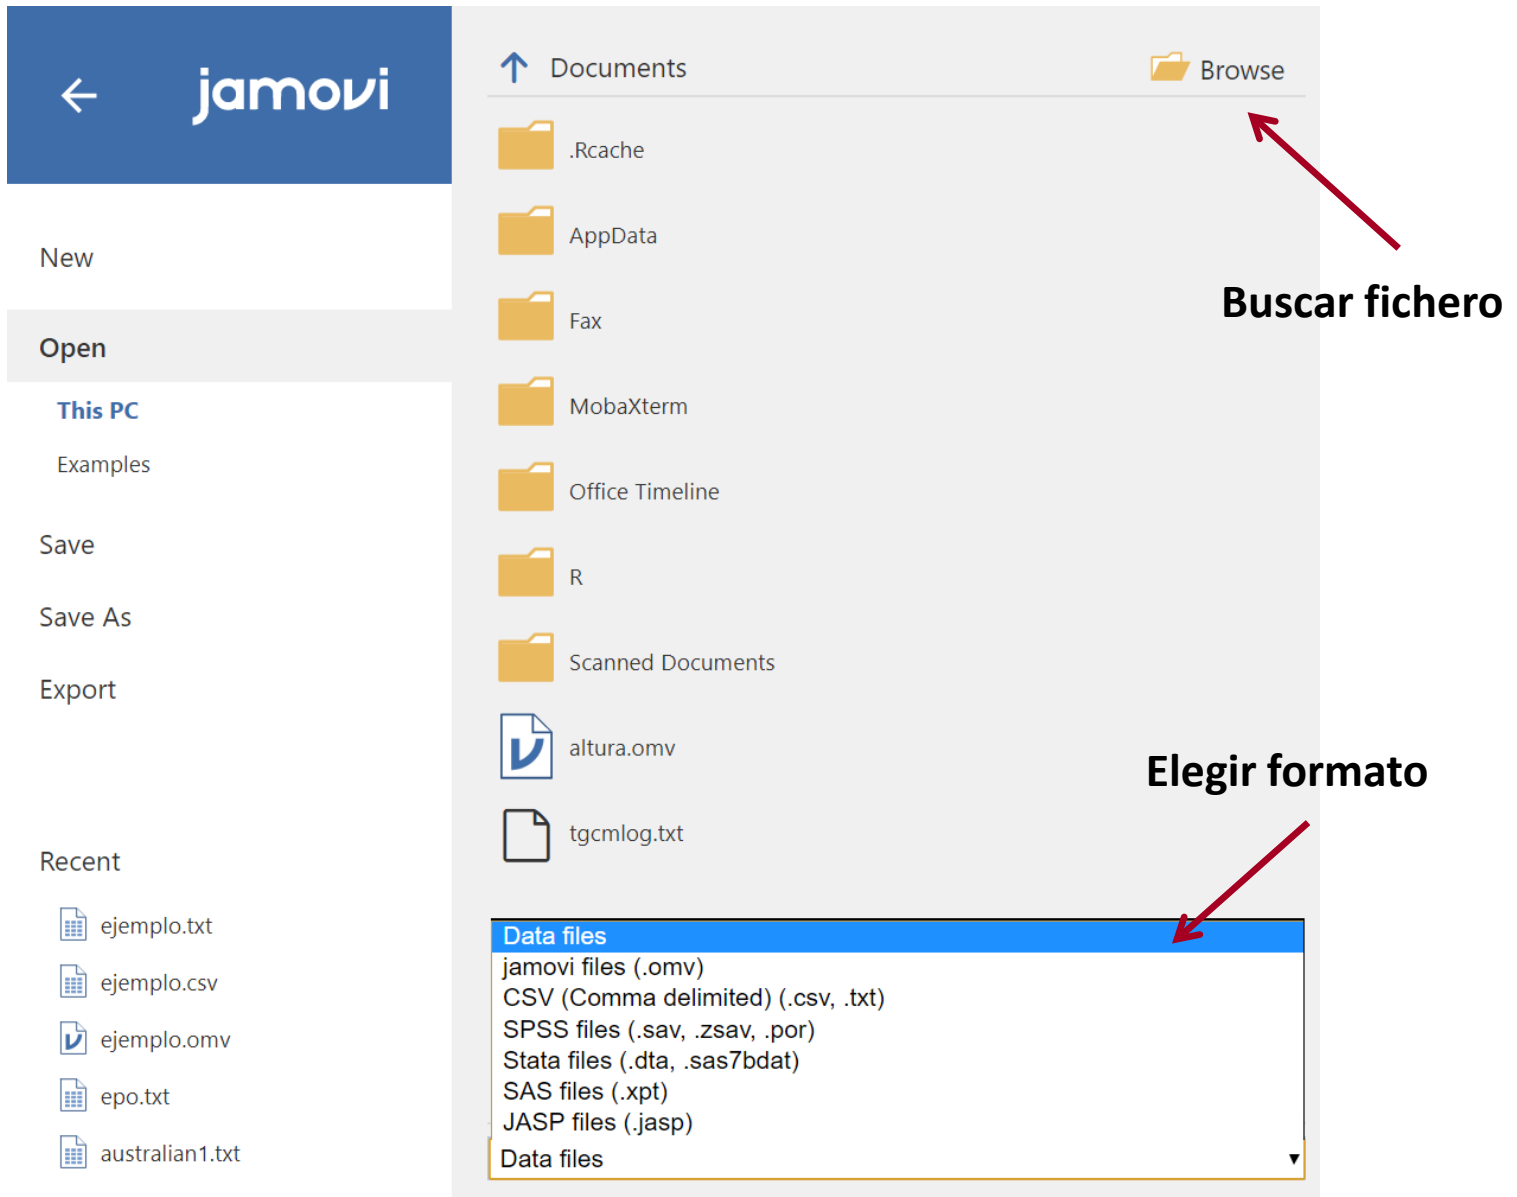 jamovi
New
Open
This PC
Examples
Save
Save As
Export
Recent
ejemplo.txt
ejemplo.csv
ejemplo.omv
epo.txt
australian1.txt
Documents
Browse
.Rcache
AppData
Fax
MobaXterm
Office Timeline
R
Scanned Documents
altura.omv
tgcmlog.txt
Data files
jamovi files (.omv)
CSV (Comma delimited) (.csv, .txt)
SPSS files (.sav, .zsav, .por)
Stata files (.dta, .sas7bdat)
SAS files (.xpt)
JASP files (.jasp)
Data files
Buscar fichero
Elegir formato